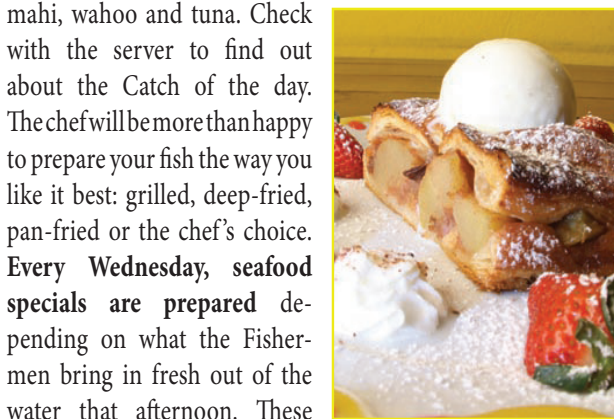 mahi, wahoo and tuna. Check
with the server to find out
about the Catch of the day.
The chef will be more than happy
to prepare your fish the way you
like it best: grilled, deep-fried,
pan-fried or the chef's choice.
Every Wednesday, seafood
specials are prepared de-
pending on what the Fisher-
men bring in fresh out of the
water that afternoon. These